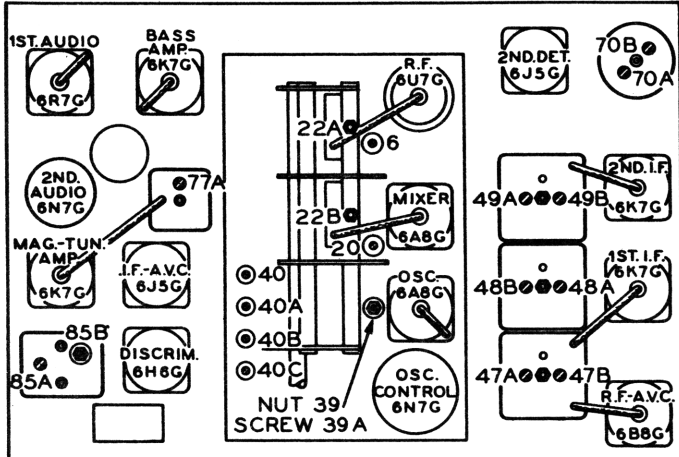 1ST. AUDIO
6R7G
BASS
AMP.
6K7G
R.F.
6U7G
2ND. DET.
6J5G
70B
70A
22A
6
2ND.
AUDIO
6N7G
77A
49A
49B
2ND. I.F.
6K7G
22B
MIXER
6A8G
20
MAG.-TUN.
AMP.
6K7G
I.F.-A.V.C.
6J5G
40
40A
40B
40C
OSC.
6A8G
48B
48A
1ST. I.F.
6K7G
85B
85A
DISCRIM.
6H6G
NUT 39
SCREW 39A
OSC.
CONTROL
6N7G
47A
47B
R.F.-A.V.C.
6B8G